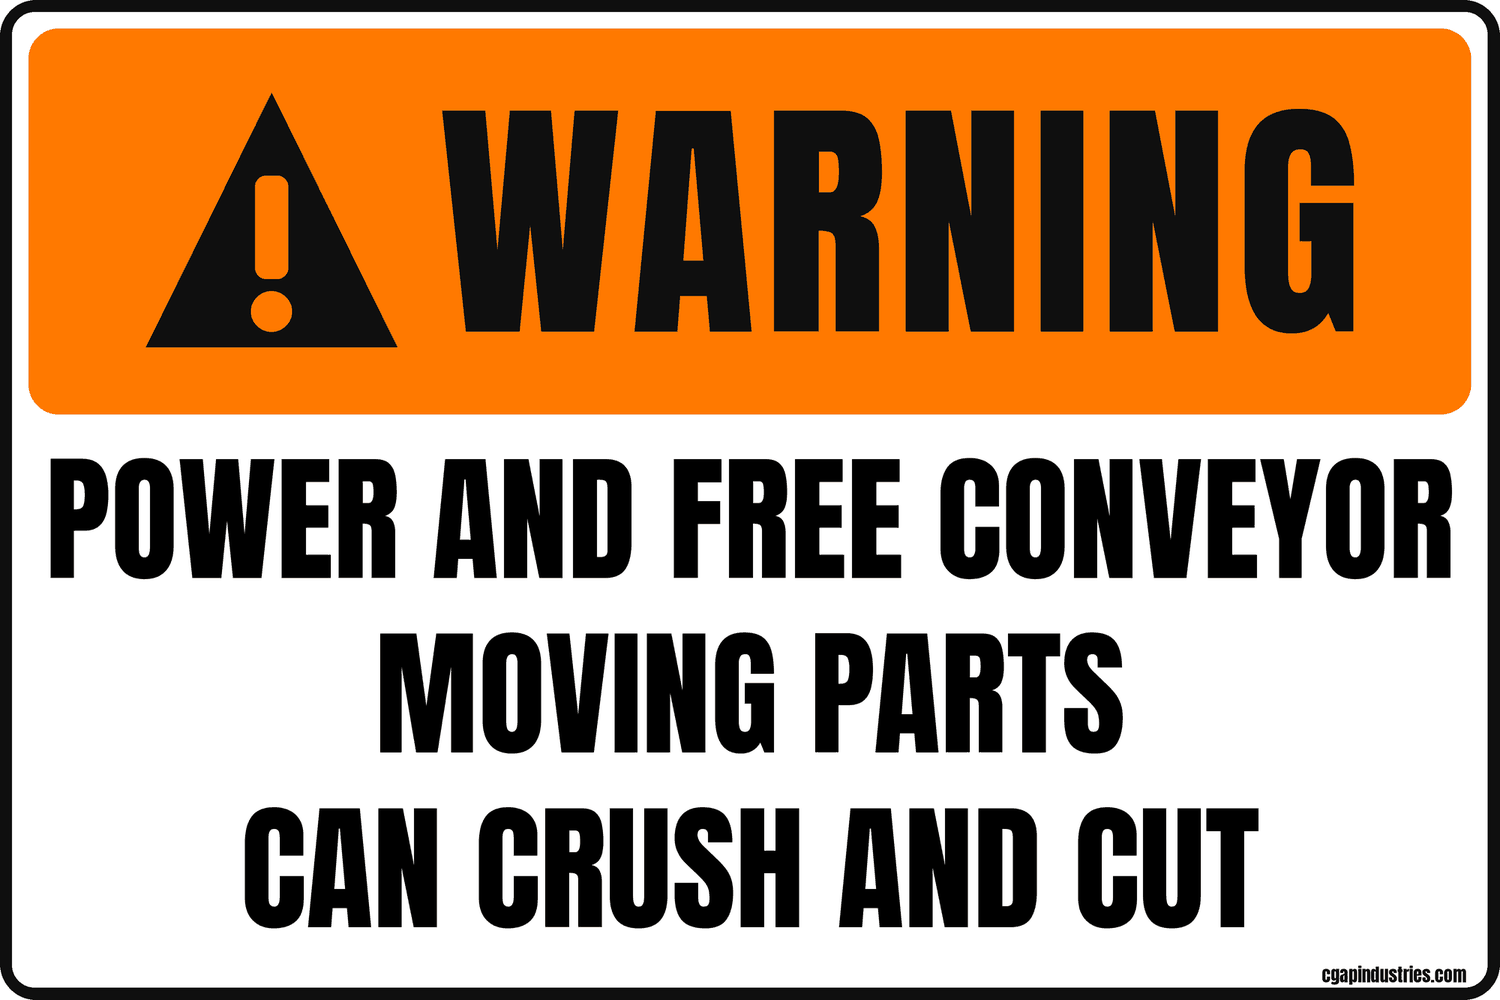 WARNING
POWER AND FREE CONVEYOR
MOVING PARTS
CAN CRUSH AND CUT
cgapindustries.com